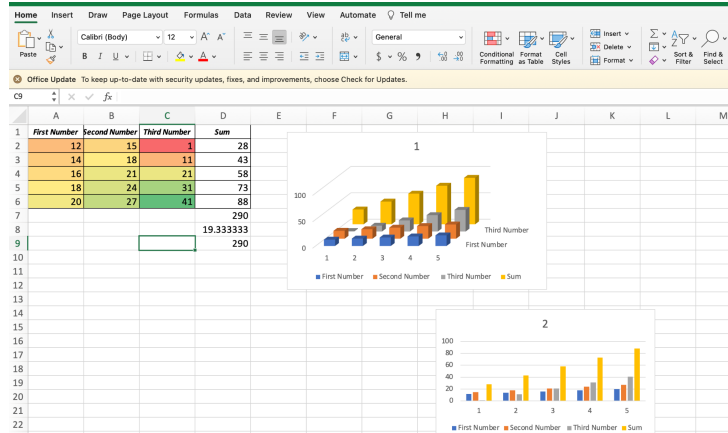 Home Insert Draw Page Layout Formulas Data Review View Automate Tell me
Calibri (Body) 12 A^ Aˇ ab General Insert Σ A Z
Paste B I U A $ % 9 Conditional Formatting Format as Table Cell Styles Delete Format Sort & Filter Find & Select
Office Update To keep up-to-date with security updates, fixes, and improvements, choose Check for Updates.
C9 fx
A B C D E F G H I J K L M
1 First Number Second Number Third Number Sum
2 12 15 1 28
3 14 18 11 43
4 16 21 21 58
5 18 24 31 73
6 20 27 41 88
7 290
8 19.333333
9 290
10
11
12
13
14
15
16
17
18
19
20
21
22
1
100
50
0
Third Number
First Number
1 2 3 4 5
First Number Second Number Third Number Sum
2
100
80
60
40
20
0
1 2 3 4 5
First Number Second Number Third Number Sum